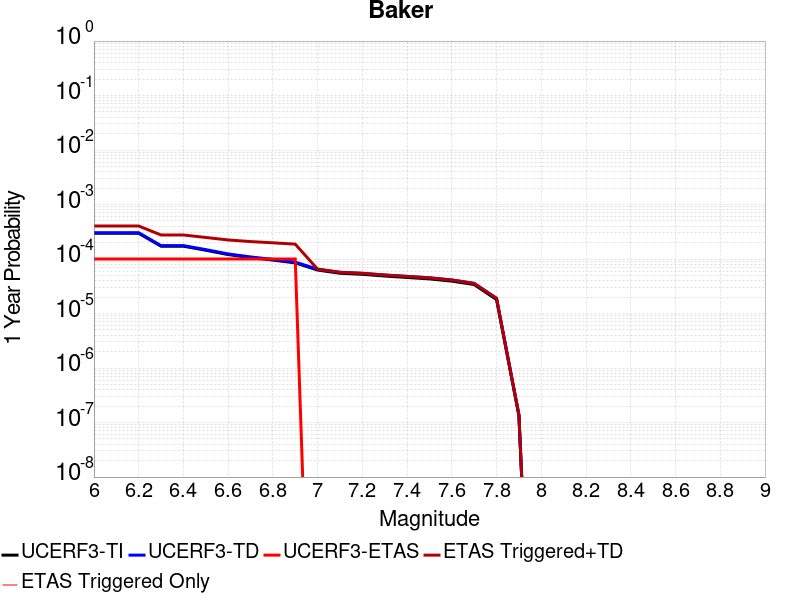 Baker
10^0
10^-1
10^-2
10^-3
10^-4
10^-5
10^-6
10^-7
10^-8
1 Year Probability
6 6.2 6.4 6.6 6.8 7 7.2 7.4 7.6 7.8 8 8.2 8.4 8.6 8.8 9
Magnitude
UCERF3-TI UCERF3-TD UCERF3-ETAS ETAS Triggered+TD
ETAS Triggered Only